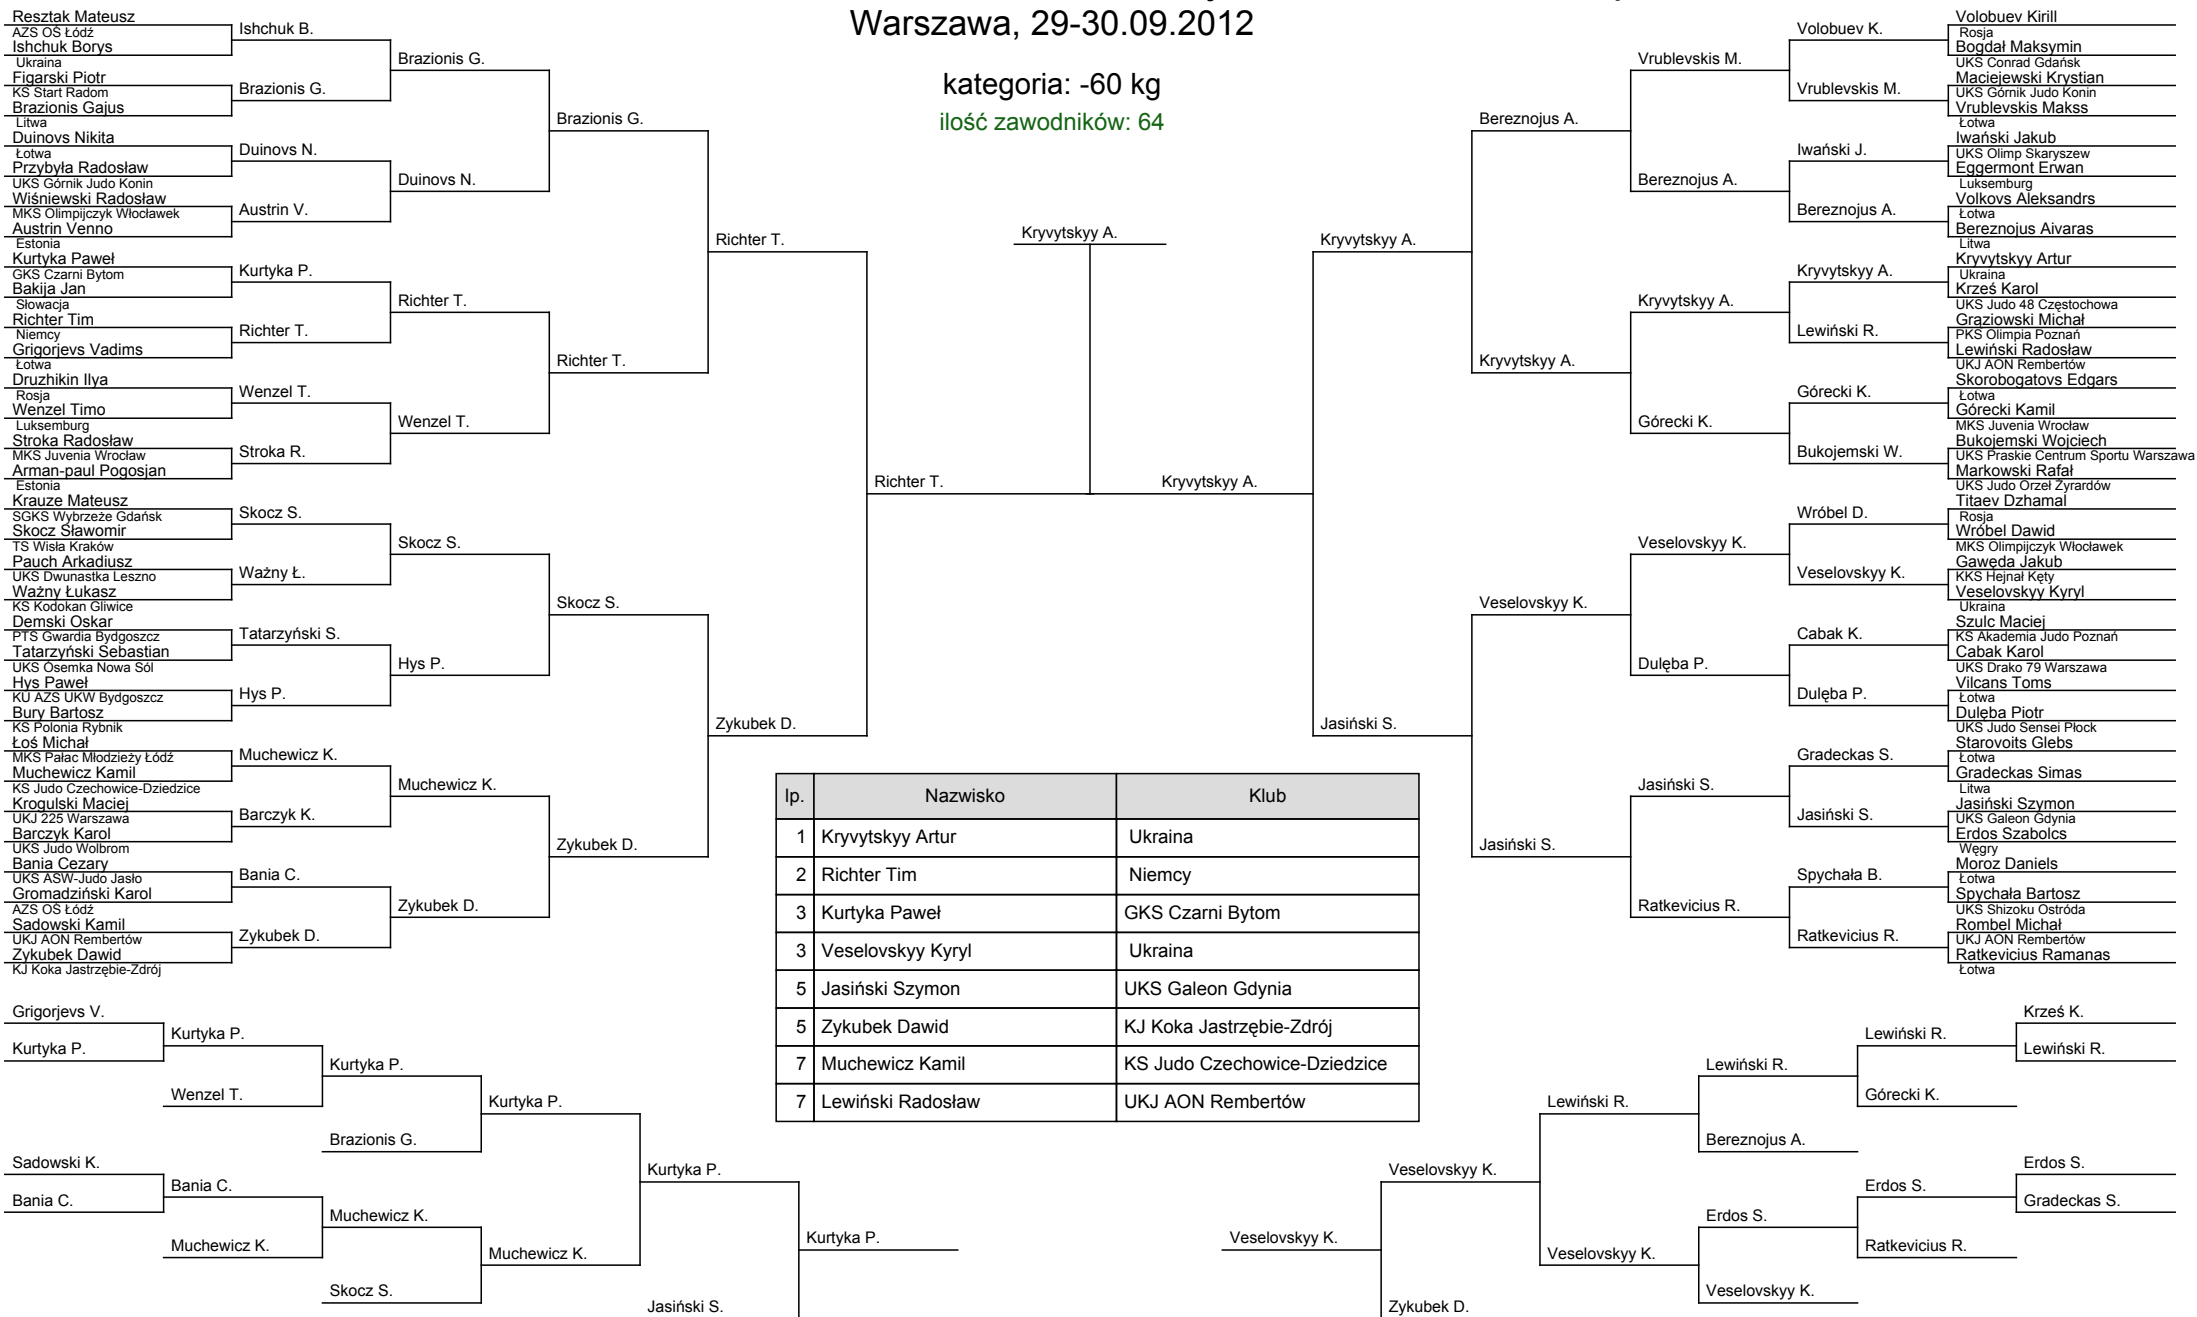 Warszawa, 29-30.09.2012
kategoria: -60 kg
ilość zawodników: 64
Resztak Mateusz
AZS OŚ Łódź
Ishchuk Borys
Ukraina
Figarski Piotr
KS Start Radom
Brazionis Gajus
Litwa
Duinovs Nikita
Łotwa
Przybyła Radosław
UKS Górnik Judo Konin
Wiśniewski Radosław
MKS Olimpijczyk Włocławek
Austrin Venno
Estonia
Kurtyka Paweł
GKS Czarni Bytom
Bakija Jan
Słowacja
Richter Tim
Niemcy
Grigorjevs Vadims
Łotwa
Druzhikin Ilya
Rosja
Wenzel Timo
Luksemburg
Stroka Radosław
MKS Juvenia Wrocław
Arman-paul Pogosjan
Estonia
Krauze Mateusz
SGKS Wybrzeże Gdańsk
Skocz Sławomir
TS Wisła Kraków
Pauch Arkadiusz
UKS Dwunastka Leszno
Ważny Łukasz
KS Kodokan Gliwice
Demski Oskar
PTS Gwardia Bydgoszcz
Tatarzyński Sebastian
UKS Ósemka Nowa Sól
Hys Paweł
KU AZS UKW Bydgoszcz
Bury Bartosz
KS Polonia Rybnik
Łoś Michał
MKS Pałac Młodzieży Łódź
Muchewicz Kamil
KS Judo Czechowice-Dziedzice
Krogulski Maciej
UKJ 225 Warszawa
Barczyk Karol
UKS Judo Wolbrom
Bania Cezary
UKS ASW-Judo Jasło
Gromadziński Karol
AZS OŚ Łódź
Sadowski Kamil
UKJ AON Rembertów
Zykubek Dawid
KJ Koka Jastrzębie-Zdrój
Ishchuk B.
Brazionis G.
Duinovs N.
Austrin V.
Kurtyka P.
Richter T.
Wenzel T.
Stroka R.
Skocz S.
Ważny Ł.
Tatarzyński S.
Hys P.
Muchewicz K.
Barczyk K.
Bania C.
Zykubek D.
Brazionis G.
Duinovs N.
Richter T.
Wenzel T.
Skocz S.
Hys P.
Muchewicz K.
Zykubek D.
Brazionis G.
Richter T.
Skocz S.
Zykubek D.
Richter T.
Zykubek D.
Richter T.
Kryvytskyy A.
Kryvytskyy A.
Kryvytskyy A.
Jasiński S.
Bereznojus A.
Kryvytskyy A.
Veselovskyy K.
Jasiński S.
Vrublevskis M.
Bereznojus A.
Kryvytskyy A.
Górecki K.
Veselovskyy K.
Dulęba P.
Jasiński S.
Ratkevicius R.
Volobuev K.
Vrublevskis M.
Iwański J.
Bereznojus A.
Kryvytskyy A.
Lewiński R.
Górecki K.
Bukojemski W.
Wróbel D.
Veselovskyy K.
Cabak K.
Dulęba P.
Gradeckas S.
Jasiński S.
Spychała B.
Ratkevicius R.
Volobuev Kirill
Rosja
Bogdał Maksymin
UKS Conrad Gdańsk
Maciejewski Krystian
UKS Górnik Judo Konin
Vrublevskis Makss
Łotwa
Iwański Jakub
UKS Olimp Skaryszew
Eggermont Erwan
Luksemburg
Volkovs Aleksandrs
Łotwa
Bereznojus Aivaras
Litwa
Kryvytskyy Artur
Ukraina
Krześ Karol
UKS Judo 48 Częstochowa
Graziowski Michał
PKS Olimpia Poznań
Lewiński Radosław
UKJ AON Rembertów
Skorobogatovs Edgars
Łotwa
Górecki Kamil
MKS Juvenia Wrocław
Bukojemski Wojciech
UKS Praskie Centrum Sportu Warszawa
Markowski Rafał
UKS Judo Orzeł Żyrardów
Titaev Dzhamal
Rosja
Wróbel Dawid
MKS Olimpijczyk Włocławek
Gawęda Jakub
KKS Hejnał Kęty
Veselovskyy Kyryl
Ukraina
Szulc Maciej
KS Akademia Judo Poznań
Cabak Karol
UKS Drako 79 Warszawa
Vilcans Toms
Łotwa
Dulęba Piotr
UKS Judo Sensei Płock
Starovoits Glebs
Łotwa
Gradeckas Simas
Litwa
Jasiński Szymon
UKS Galeon Gdynia
Erdos Szabolcs
Węgry
Moroz Daniels
Łotwa
Spychała Bartosz
UKS Shizoku Ostróda
Rombel Michał
UKJ AON Rembertów
Ratkevicius Ramanas
Łotwa
lp. Nazwisko Klub
1 Kryvytskyy Artur Ukraina
2 Richter Tim Niemcy
3 Kurtyka Paweł GKS Czarni Bytom
3 Veselovskyy Kyryl Ukraina
5 Jasiński Szymon UKS Galeon Gdynia
5 Zykubek Dawid KJ Koka Jastrzębie-Zdrój
7 Muchewicz Kamil KS Judo Czechowice-Dziedzice
7 Lewiński Radosław UKJ AON Rembertów
Grigorjevs V.
Kurtyka P.
Sadowski K.
Bania C.
Kurtyka P.
Wenzel T.
Bania C.
Muchewicz K.
Kurtyka P.
Brazionis G.
Muchewicz K.
Skocz S.
Kurtyka P.
Muchewicz K.
Kurtyka P.
Jasiński S.
Kurtyka P.
Veselovskyy K.
Veselovskyy K.
Zykubek D.
Lewiński R.
Veselovskyy K.
Lewiński R.
Bereznojus A.
Erdos S.
Veselovskyy K.
Lewiński R.
Górecki K.
Erdos S.
Ratkevicius R.
Krześ K.
Lewiński R.
Erdos S.
Gradeckas S.